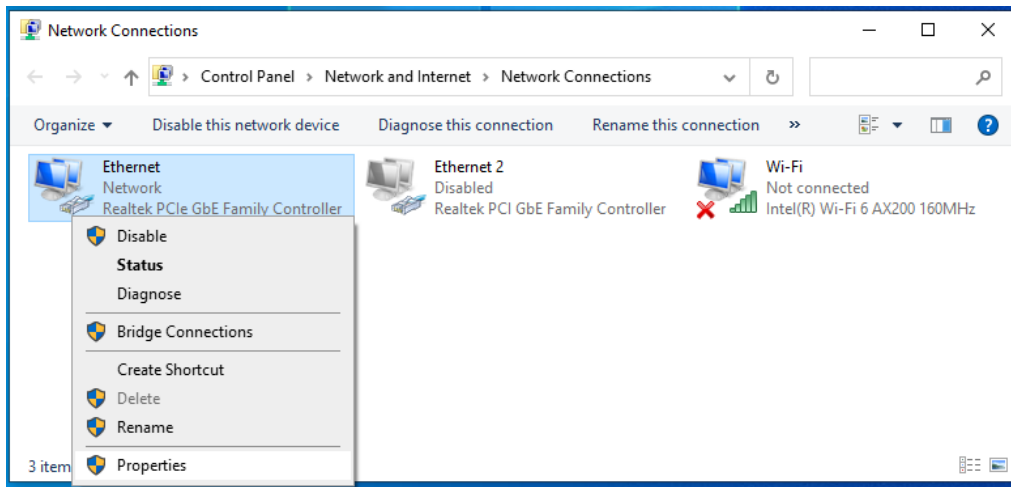 Network Connections
Control Panel > Network and Internet > Network Connections
Organize Disable this network device Diagnose this connection Rename this connection »
Ethernet
Network
Realtek PCIe GbE Family Controller
Ethernet 2
Disabled
Realtek PCI GbE Family Controller
Wi-Fi
Not connected
Intel(R) Wi-Fi 6 AX200 160MHz
Disable
Status
Diagnose
Bridge Connections
Create Shortcut
Delete
Rename
Properties
3 item